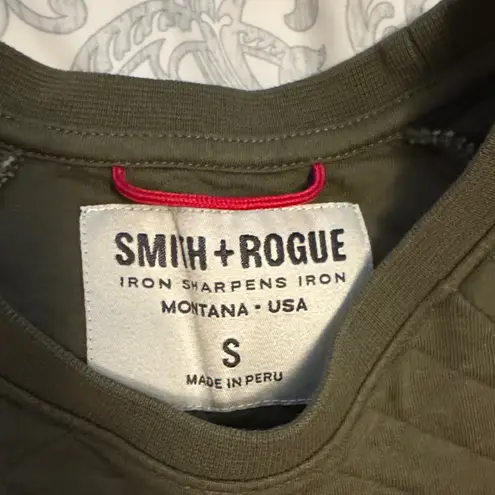 SMITH + ROGUE
IRON SHARPENS IRON
MONTANA • USA
S
MADE IN PERU